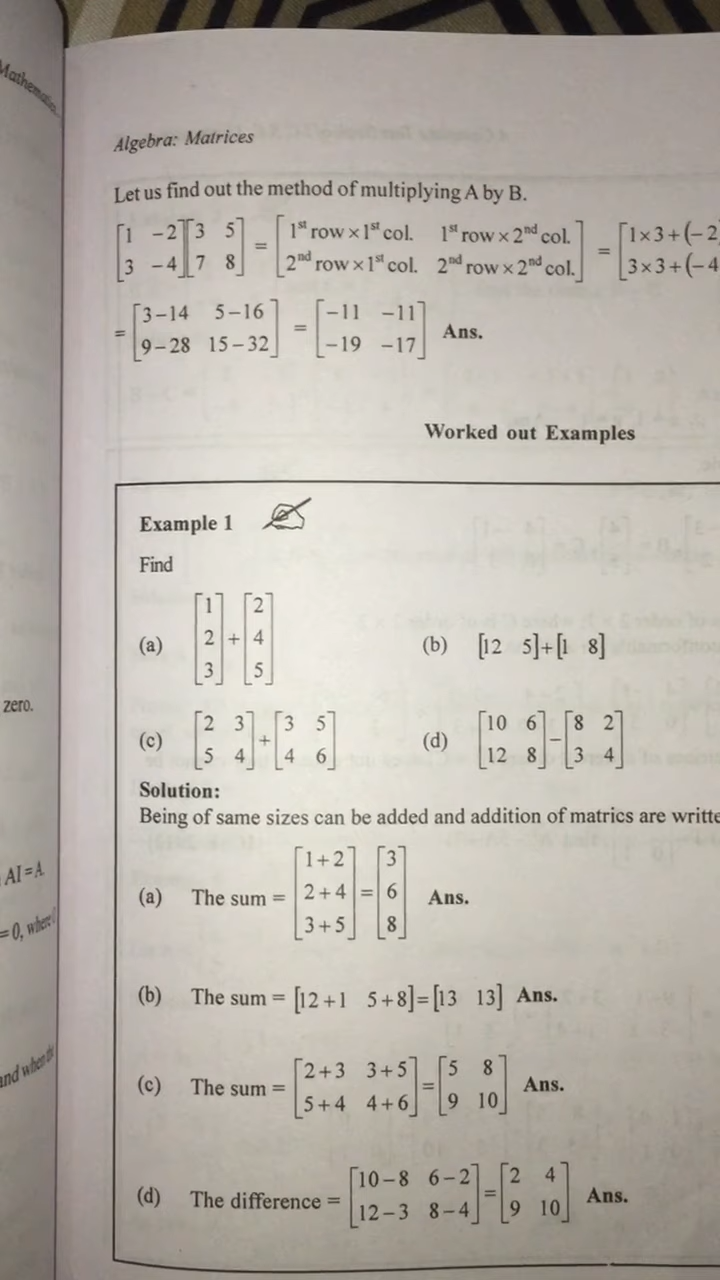 Mathematics
Algebra: Matrices
Let us find out the method of multiplying A by B.
[1 −2; 3 −4][3 5; 7 8] = [1st row × 1st col. 1st row × 2nd col.; 2nd row × 1st col. 2nd row × 2nd col.] = [1×3+(−2; 3×3+(−4
= [3−14 5−16; 9−28 15−32] = [−11 −11; −19 −17] Ans.
Worked out Examples
Example 1
Find
(a) [1; 2; 3] + [2; 4; 5] (b) [12 5]+[1 8]
(c) [2 3; 5 4] + [3 5; 4 6] (d) [10 6; 12 8] − [8 2; 3 4]
Solution:
Being of same sizes can be added and addition of matrics are writte
(a) The sum = [1+2; 2+4; 3+5] = [3; 6; 8] Ans.
(b) The sum = [12+1 5+8]=[13 13] Ans.
(c) The sum = [2+3 3+5; 5+4 4+6] = [5 8; 9 10] Ans.
(d) The difference = [10−8 6−2; 12−3 8−4] = [2 4; 9 10] Ans.
zero.
AI=A
=0, where
and when the